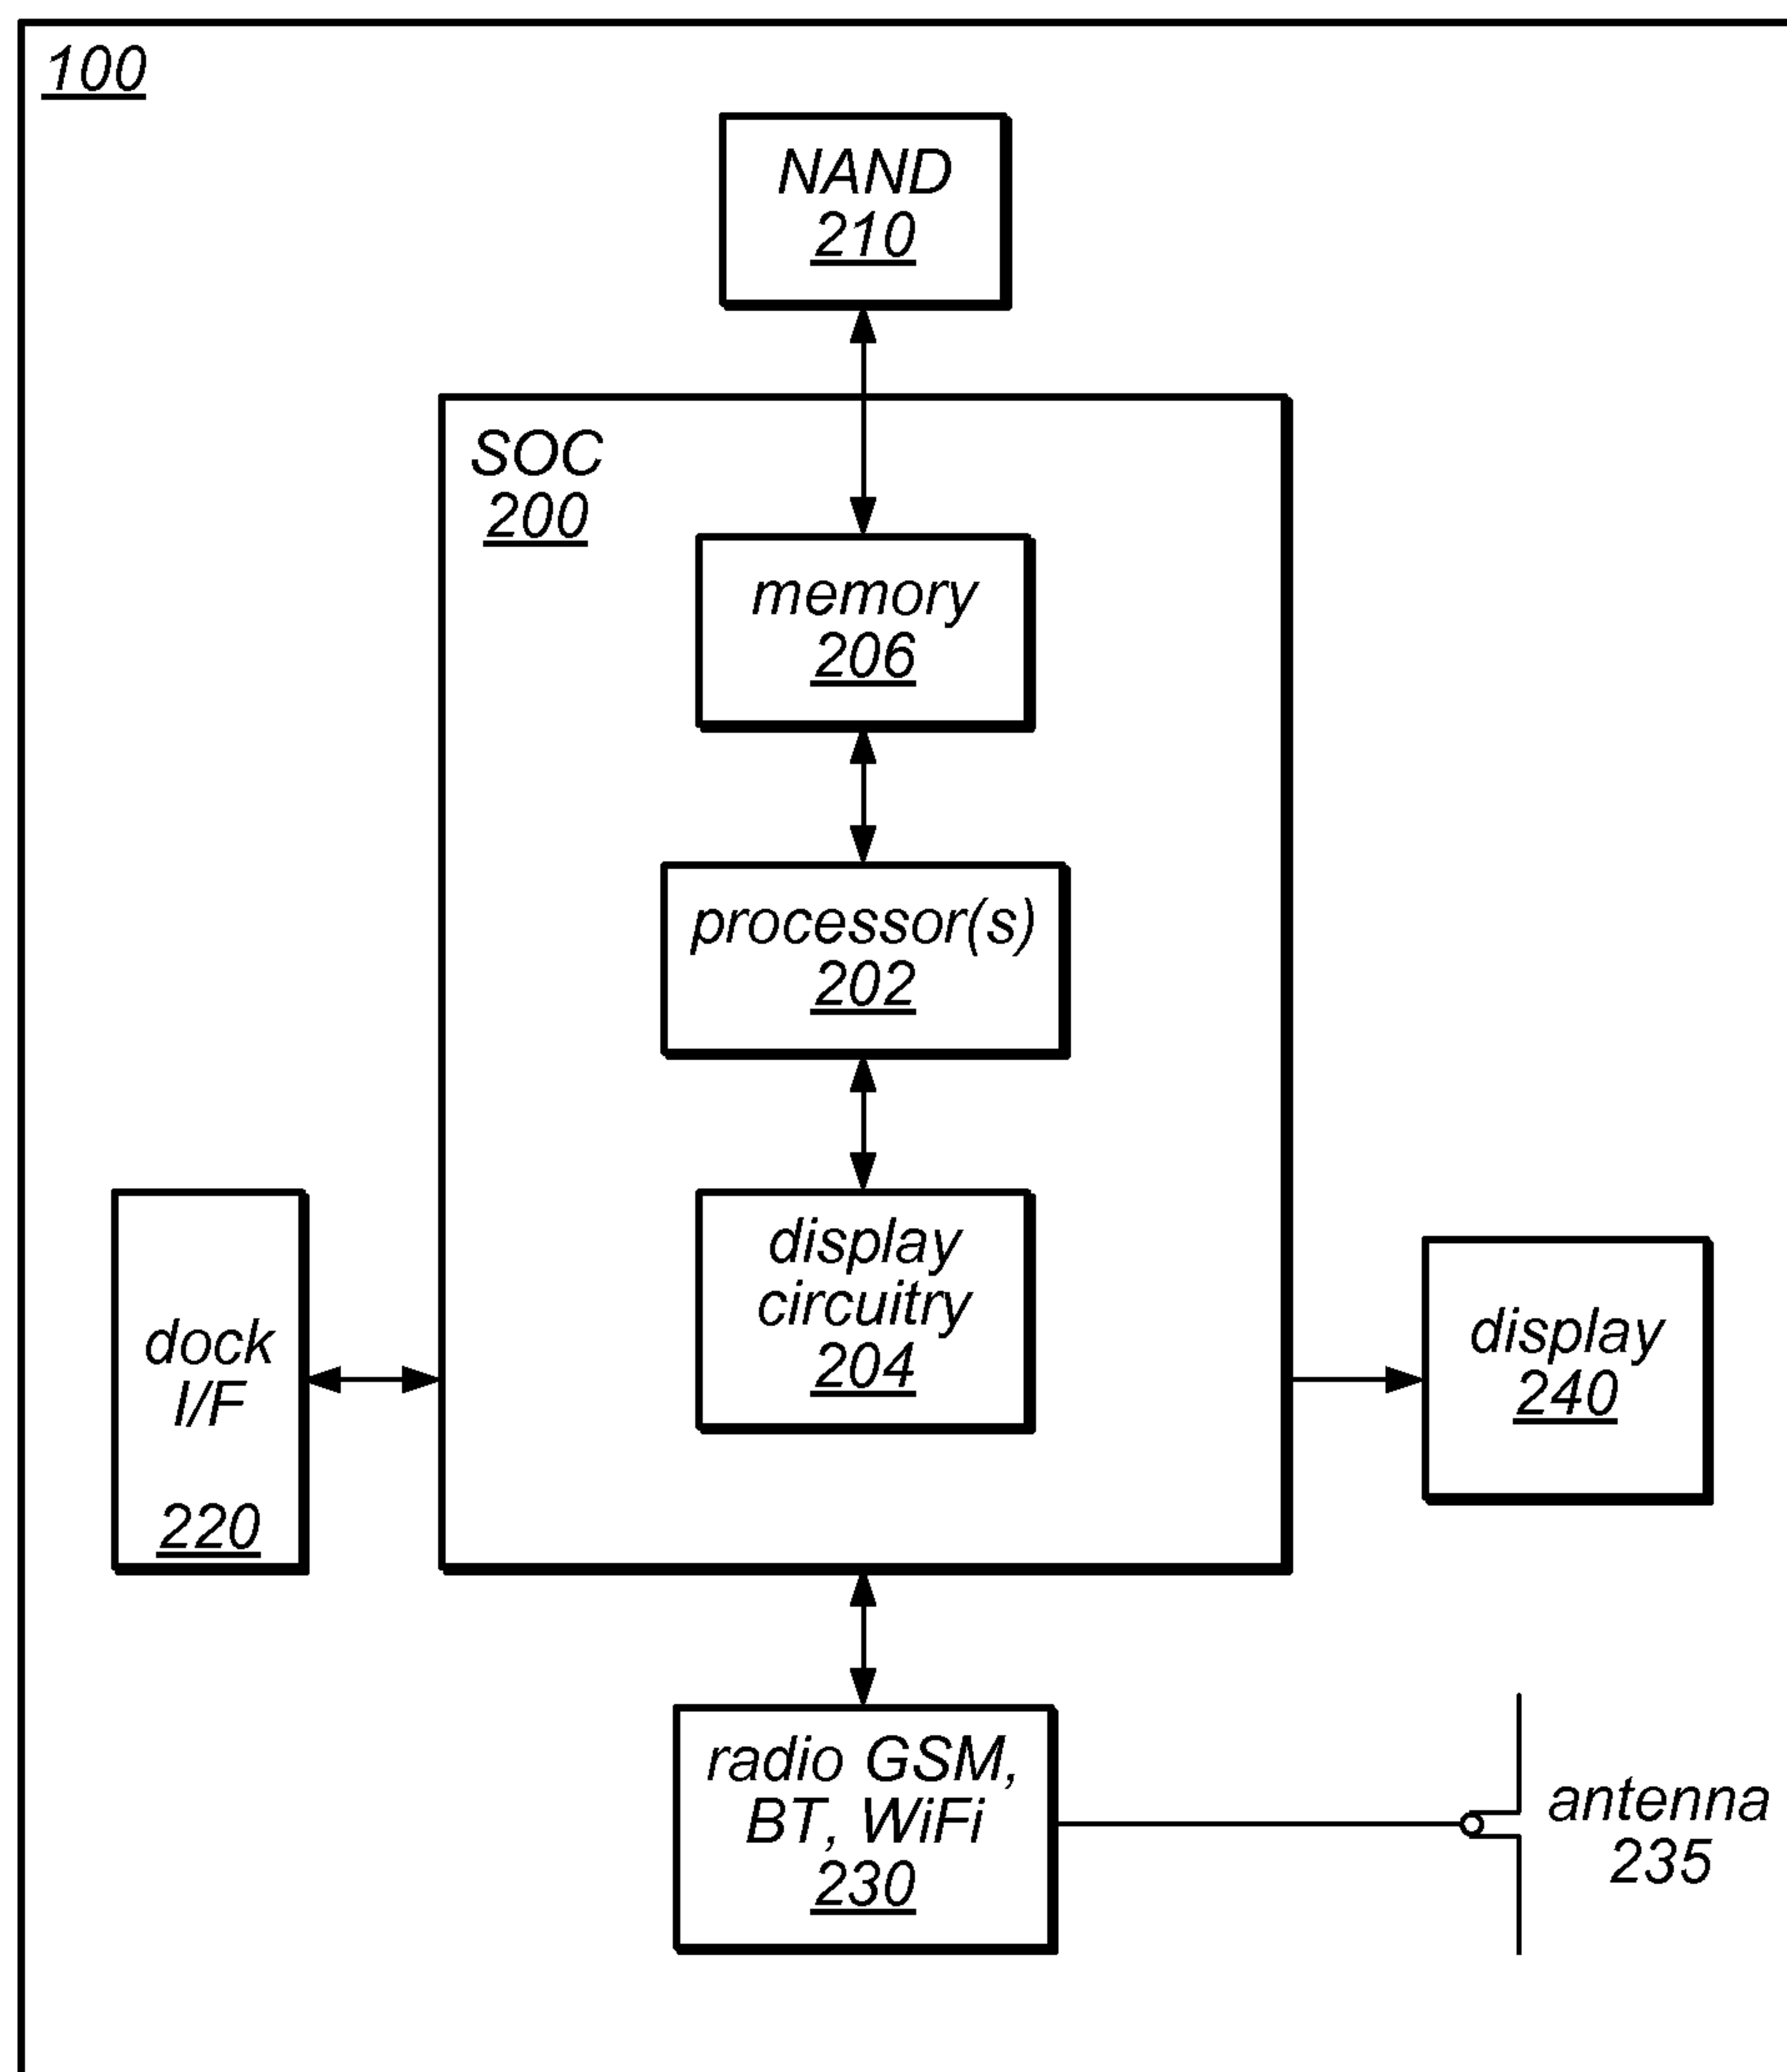 100
NAND
210
SOC
200
memory
206
processor(s)
202
display
circuitry
204
dock
I/F
220
display
240
radio GSM,
BT, WiFi
230
antenna
235